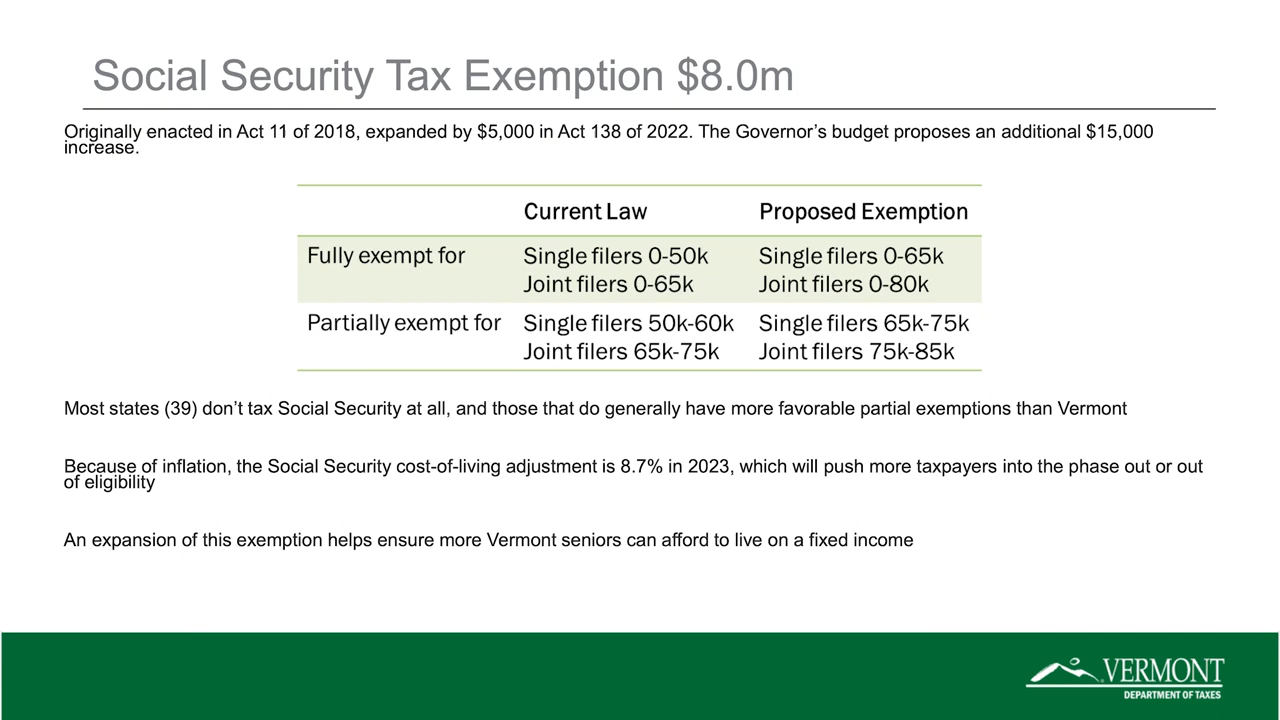 Social Security Tax Exemption $8.0m
Originally enacted in Act 11 of 2018, expanded by $5,000 in Act 138 of 2022. The Governor’s budget proposes an additional $15,000
increase.
Current Law Proposed Exemption
Fully exempt for Single filers 0-50k Single filers 0-65k
Joint filers 0-65k Joint filers 0-80k
Partially exempt for Single filers 50k-60k Single filers 65k-75k
Joint filers 65k-75k Joint filers 75k-85k
Most states (39) don’t tax Social Security at all, and those that do generally have more favorable partial exemptions than Vermont
Because of inflation, the Social Security cost-of-living adjustment is 8.7% in 2023, which will push more taxpayers into the phase out or out
of eligibility
An expansion of this exemption helps ensure more Vermont seniors can afford to live on a fixed income
VERMONT
DEPARTMENT OF TAXES